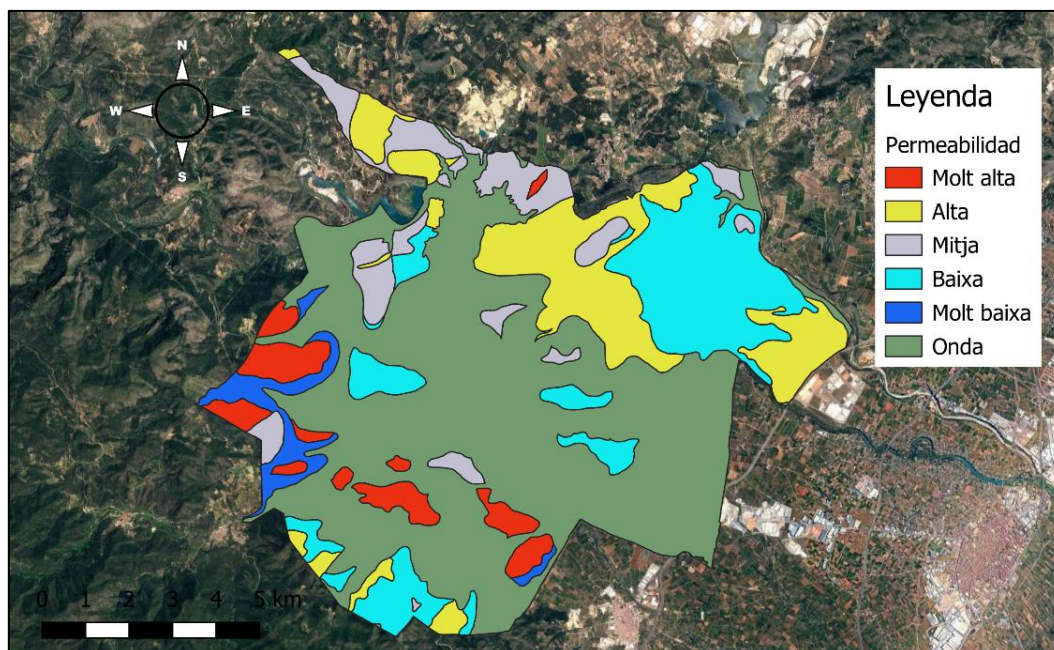 N
W E
S
Leyenda
Permeabilidad
Molt alta
Alta
Mitja
Baixa
Molt baixa
Onda
0 1 2 3 4 5 km